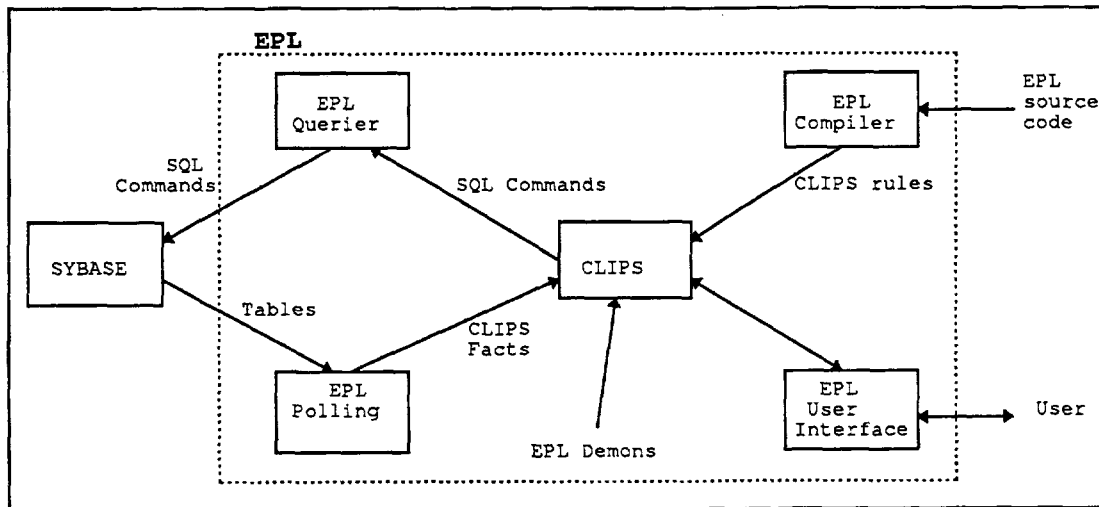 EPL
EPL
Querier
EPL
Compiler
EPL
source
code
SQL
Commands
SQL Commands
CLIPS rules
SYBASE
CLIPS
Tables
CLIPS
Facts
EPL
Polling
EPL
User
Interface
User
EPL Demons